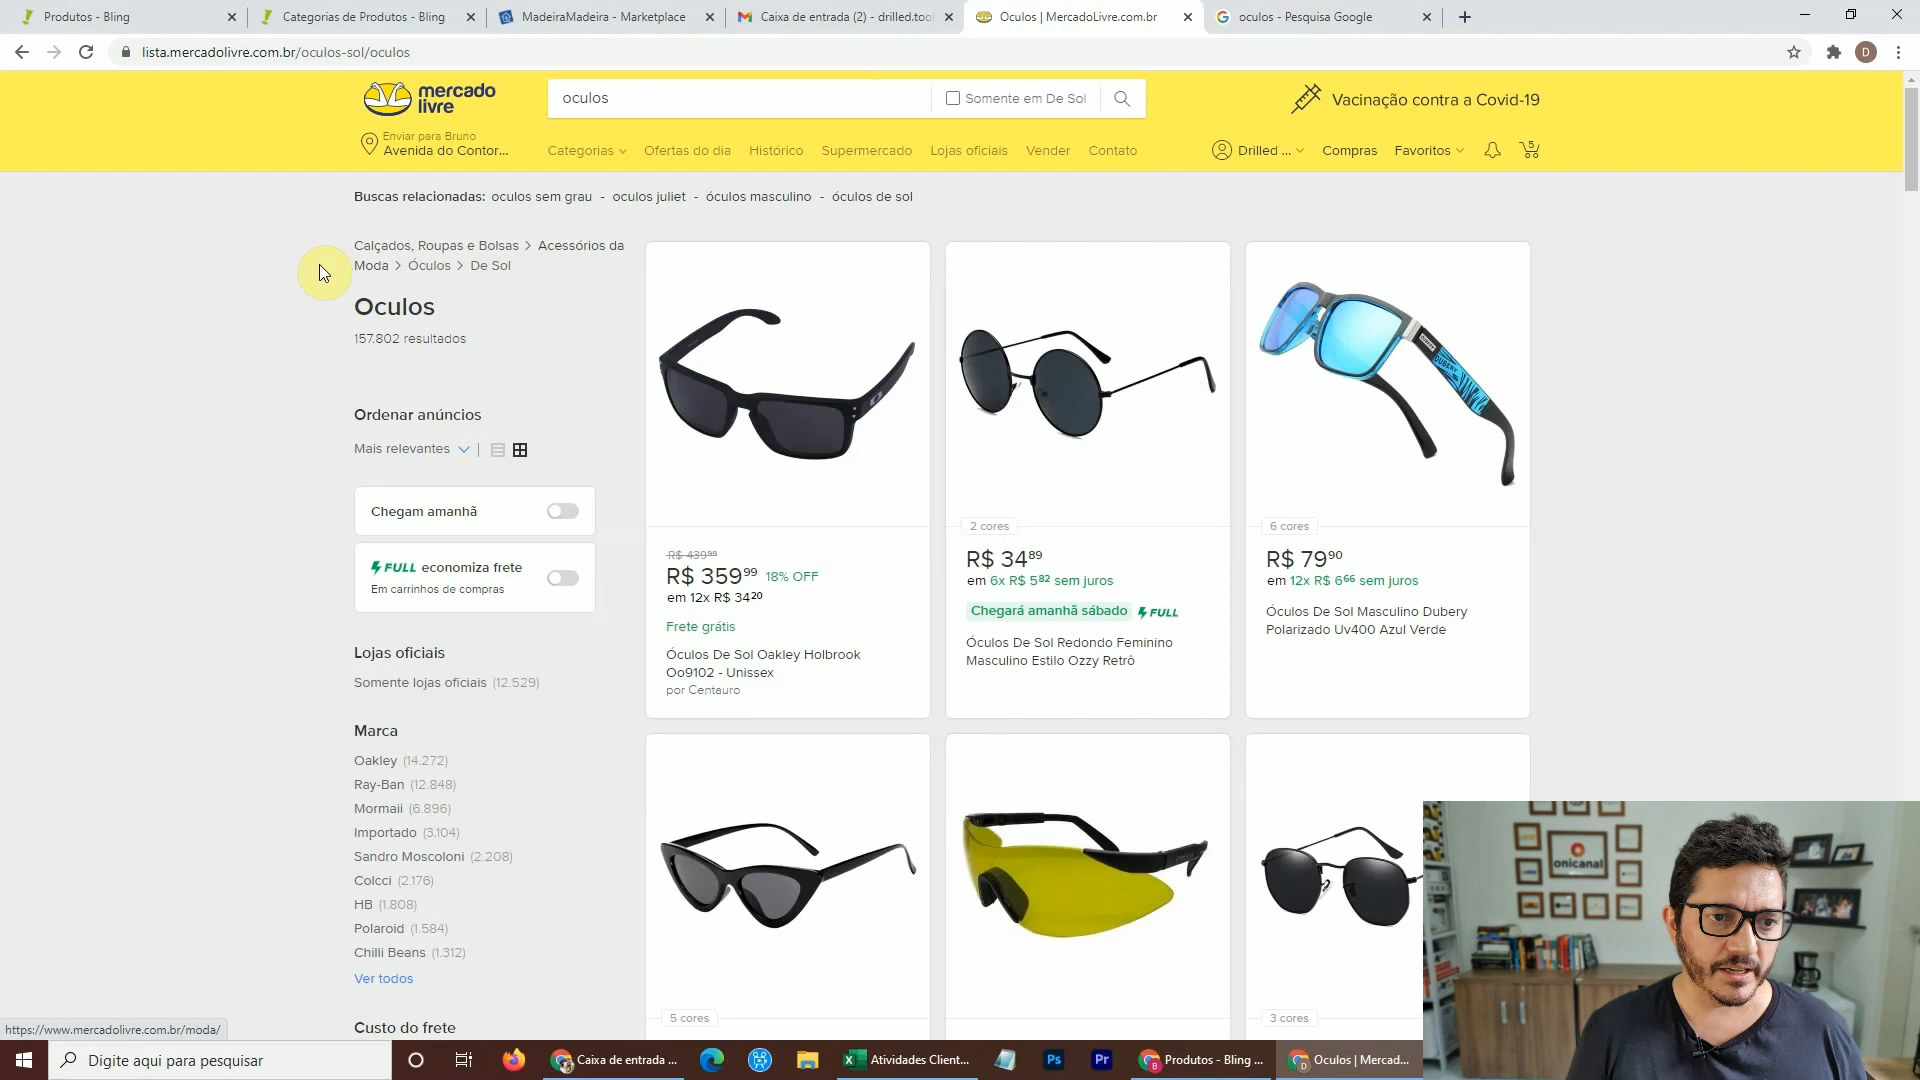 Produtos - Bling
Categorias de Produtos - Bling
MadeiraMadeira - Marketplace
Caixa de entrada (2) - drilled.tool
Oculos | MercadoLivre.com.br
oculos - Pesquisa Google
lista.mercadolivre.com.br/oculos-sol/oculos
D
mercado
livre
oculos
Somente em De Sol
Vacinação contra a Covid-19
Enviar para Bruno
Avenida do Contor...
Categorias
Ofertas do dia
Histórico
Supermercado
Lojas oficiais
Vender
Contato
Drilled ...
Compras
Favoritos
5
Buscas relacionadas: oculos sem grau - oculos juliet - óculos masculino - óculos de sol
Calçados, Roupas e Bolsas > Acessórios da
Moda > Óculos > De Sol
Oculos
157.802 resultados
Ordenar anúncios
Mais relevantes
Chegam amanhã
FULL economiza frete
Em carrinhos de compras
Lojas oficiais
Somente lojas oficiais (12.529)
Marca
Oakley (14.272)
Ray-Ban (12.848)
Mormaii (6.896)
Importado (3.104)
Sandro Moscoloni (2.208)
Colcci (2.176)
HB (1.808)
Polaroid (1.584)
Chilli Beans (1.312)
Ver todos
Custo do frete
R$ 439 99
R$ 359 99 18% OFF
em 12x R$ 34 20
Frete grátis
Óculos De Sol Oakley Holbrook
Oo9102 - Unissex
por Centauro
2 cores
R$ 34 89
em 6x R$ 5 82 sem juros
Chegará amanhã sábado FULL
Óculos De Sol Redondo Feminino
Masculino Estilo Ozzy Retrô
DUBERY
6 cores
R$ 79 90
em 12x R$ 6 66 sem juros
Óculos De Sol Masculino Dubery
Polarizado Uv400 Azul Verde
5 cores
3 cores
onicanal
https://www.mercadolivre.com.br/moda/
Digite aqui para pesquisar
Caixa de entrada ...
Atividades Client...
Ps
Pr
Produtos - Bling ...
Oculos | Mercad...